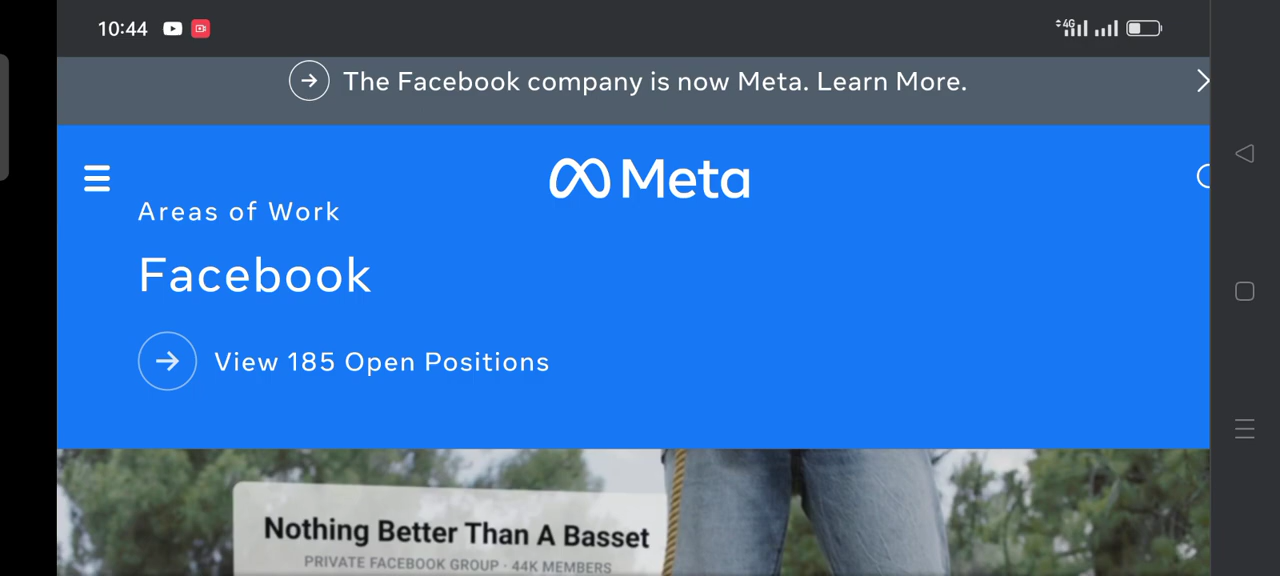 10:44
4G
The Facebook company is now Meta. Learn More.
Meta
Areas of Work
Facebook
View 185 Open Positions
Nothing Better Than A Basset
PRIVATE FACEBOOK GROUP · 44K MEMBERS